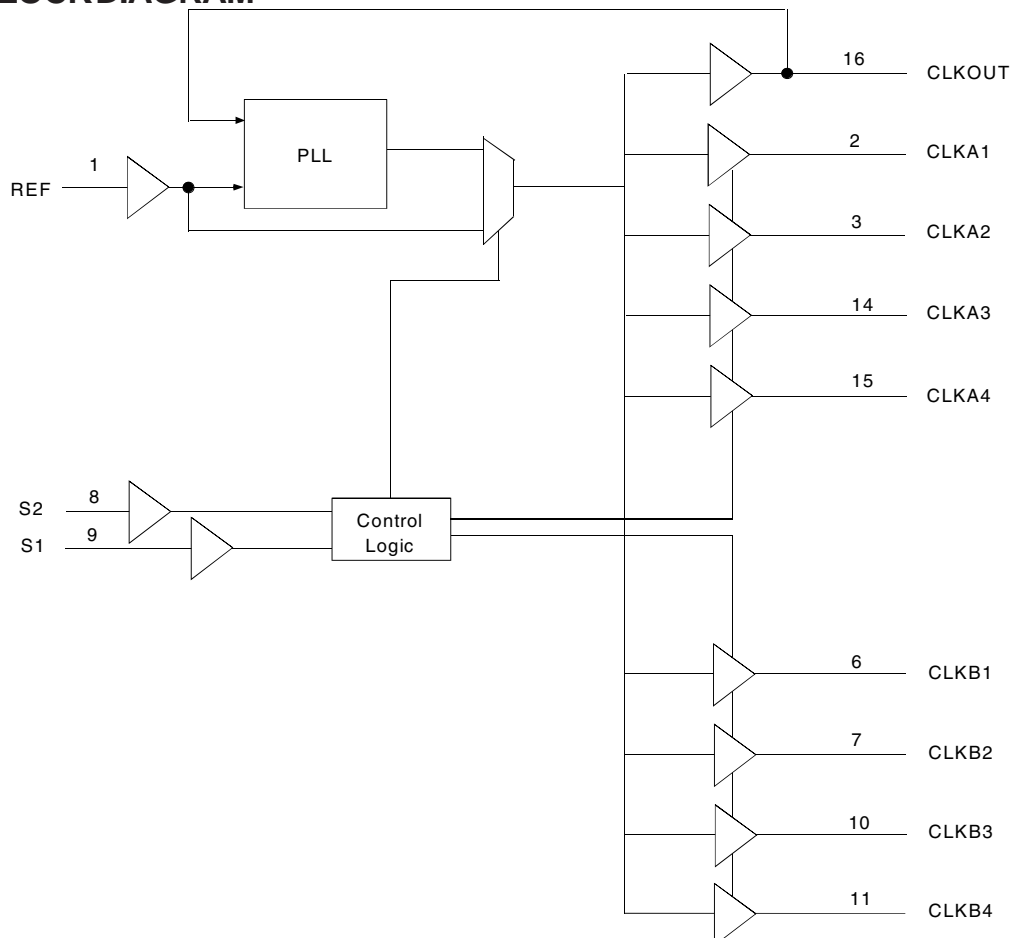 16
CLKOUT
PLL
1
REF
2
CLKA1
3
CLKA2
14
CLKA3
15
CLKA4
S2
8
S1
9
Control
Logic
6
CLKB1
7
CLKB2
10
CLKB3
11
CLKB4